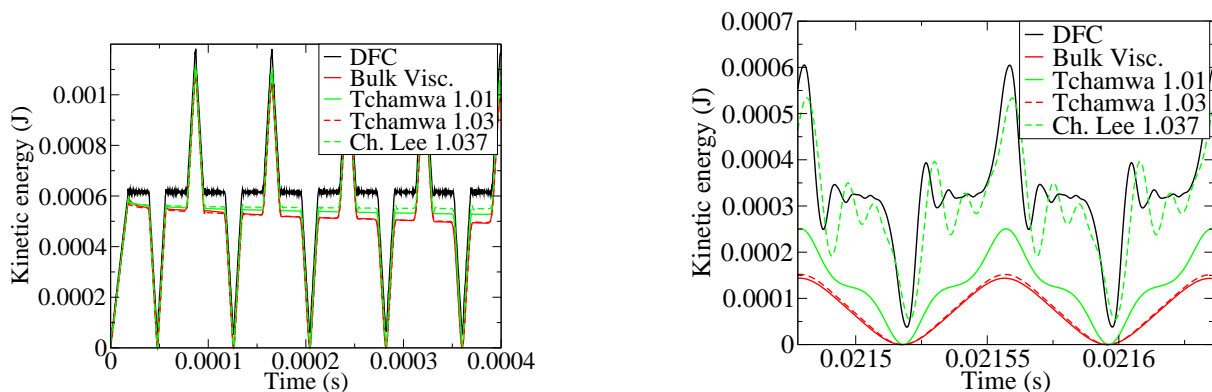 DFC
Bulk Visc.
Tchamwa 1.01
Tchamwa 1.03
Ch. Lee 1.037
Kinetic energy (J)
0.001
0.0008
0.0006
0.0004
0.0002
0
0 0.0001 0.0002 0.0003 0.0004
Time (s)
DFC
Bulk Visc.
Tchamwa 1.01
Tchamwa 1.03
Ch. Lee 1.037
Kinetic energy (J)
0.0007
0.0006
0.0005
0.0004
0.0003
0.0002
0.0001
0
0.0215 0.02155 0.0216
Time (s)